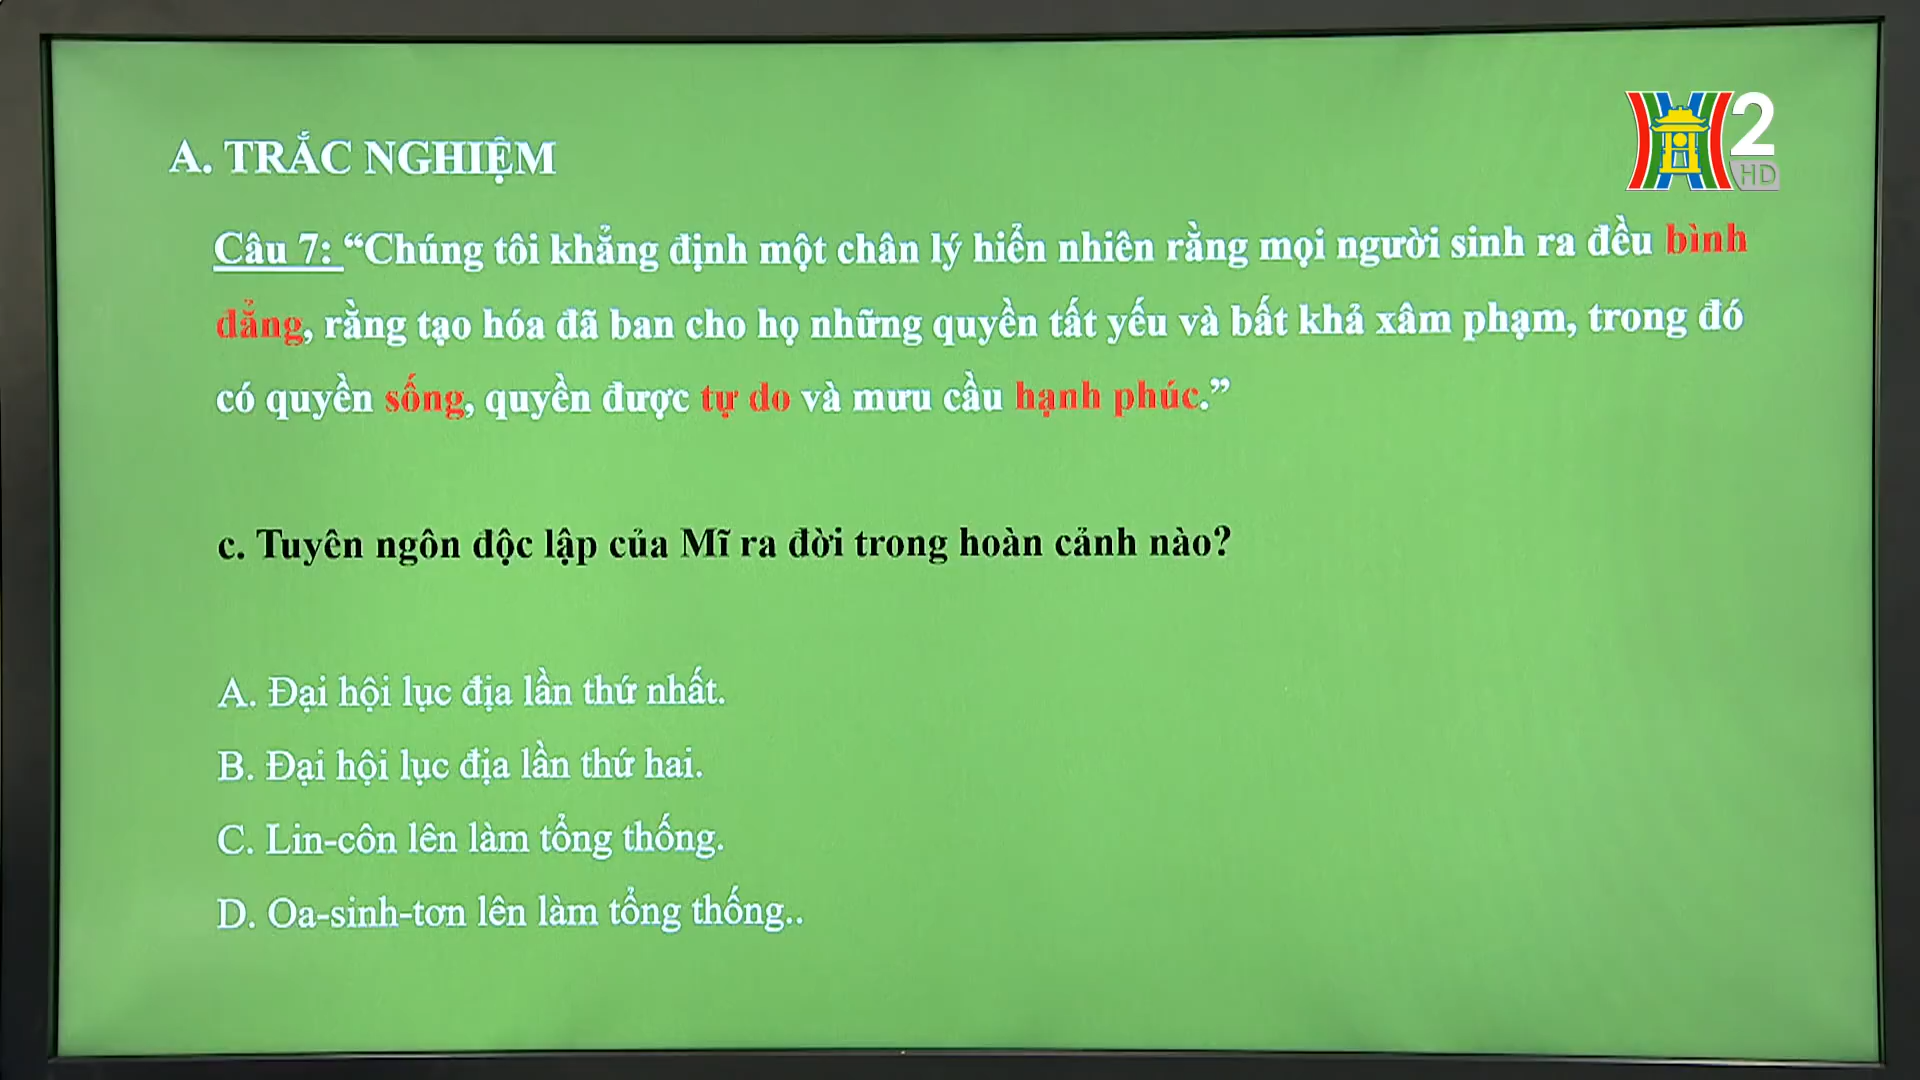 2
HD
A. TRẮC NGHIỆM
Câu 7: “Chúng tôi khẳng định một chân lý hiển nhiên rằng mọi người sinh ra đều bình
đẳng, rằng tạo hóa đã ban cho họ những quyền tất yếu và bất khả xâm phạm, trong đó
có quyền sống, quyền được tự do và mưu cầu hạnh phúc.”
c. Tuyên ngôn độc lập của Mĩ ra đời trong hoàn cảnh nào?
A. Đại hội lục địa lần thứ nhất.
B. Đại hội lục địa lần thứ hai.
C. Lin-côn lên làm tổng thống.
D. Oa-sinh-tơn lên làm tổng thống..